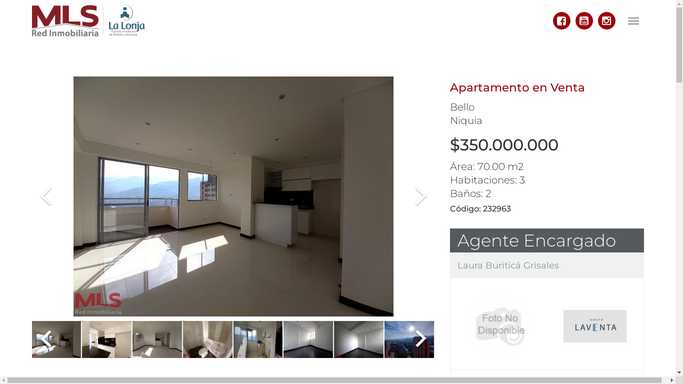 MLS
Red Inmobiliaria
La Lonja
Apartamento en Venta
Bello
Niquia
$350.000.000
Área: 70.00 m2
Habitaciones: 3
Baños: 2
Código: 232963
Agente Encargado
Laura Buriticá Grisales
MLS
Red Inmobiliaria
Foto No
Disponible
LAVENTA